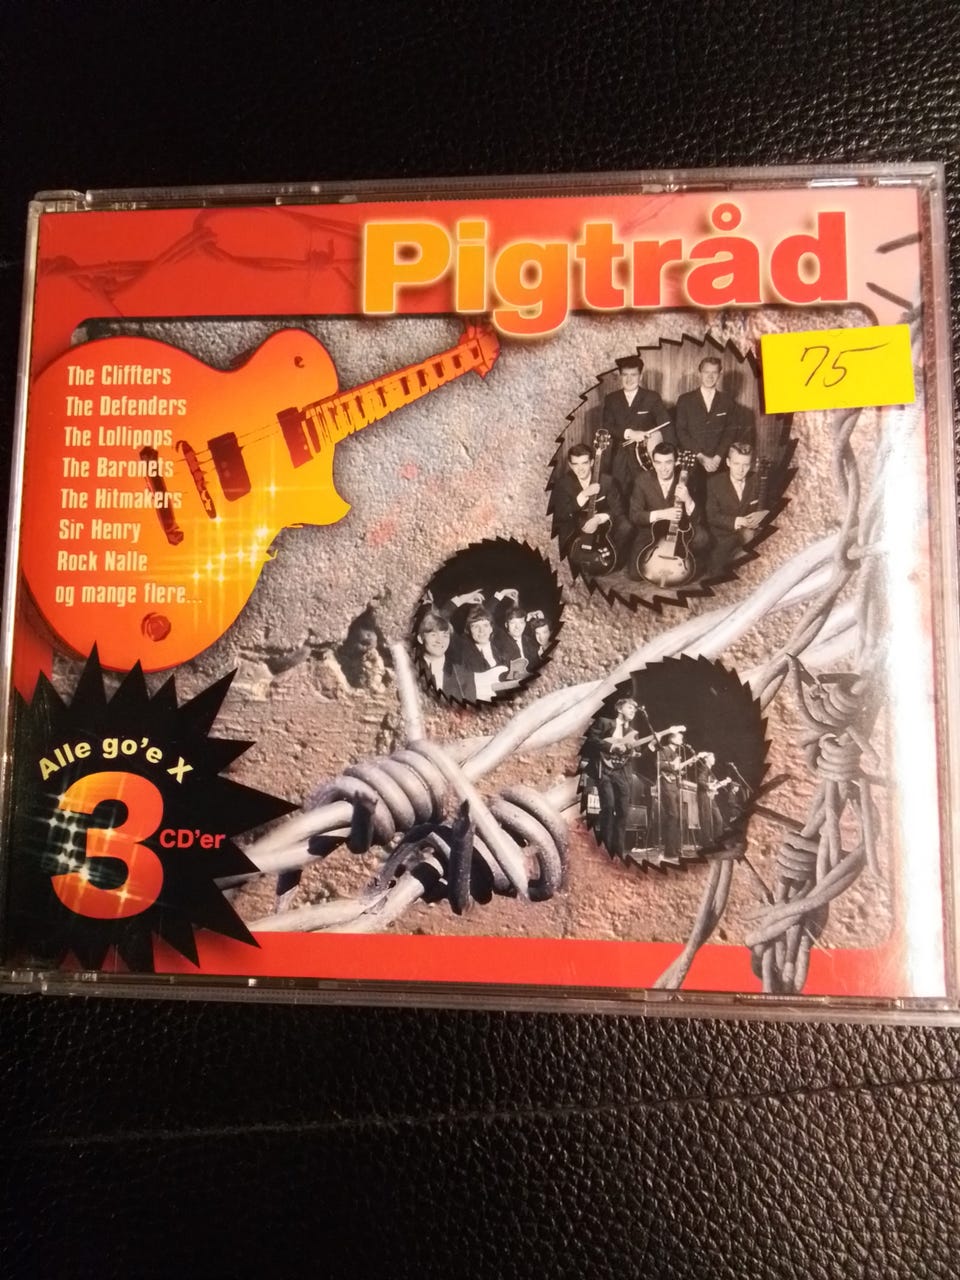 Pigtråd
75
The Cliffters
The Defenders
The Lollipops
The Baronets
The Hitmakers
Sir Henry
Rock Nalle
og mange flere...
Alle go'e X
3
CD'er